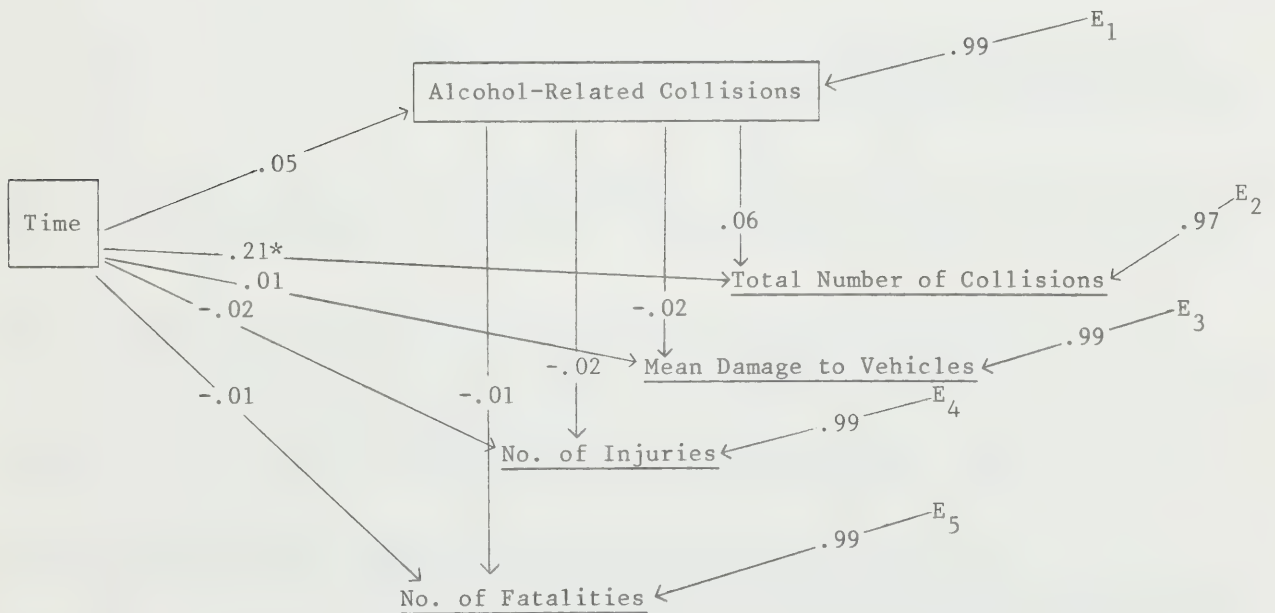 E1
.99
Alcohol-Related Collisions
.05
Time
E2
.97
.06
.21*
Total Number of Collisions
.01
-.02
-.02
E3
.99
Mean Damage to Vehicles
-.02
-.01
-.01
E4
.99
No. of Injuries
E5
.99
No. of Fatalities